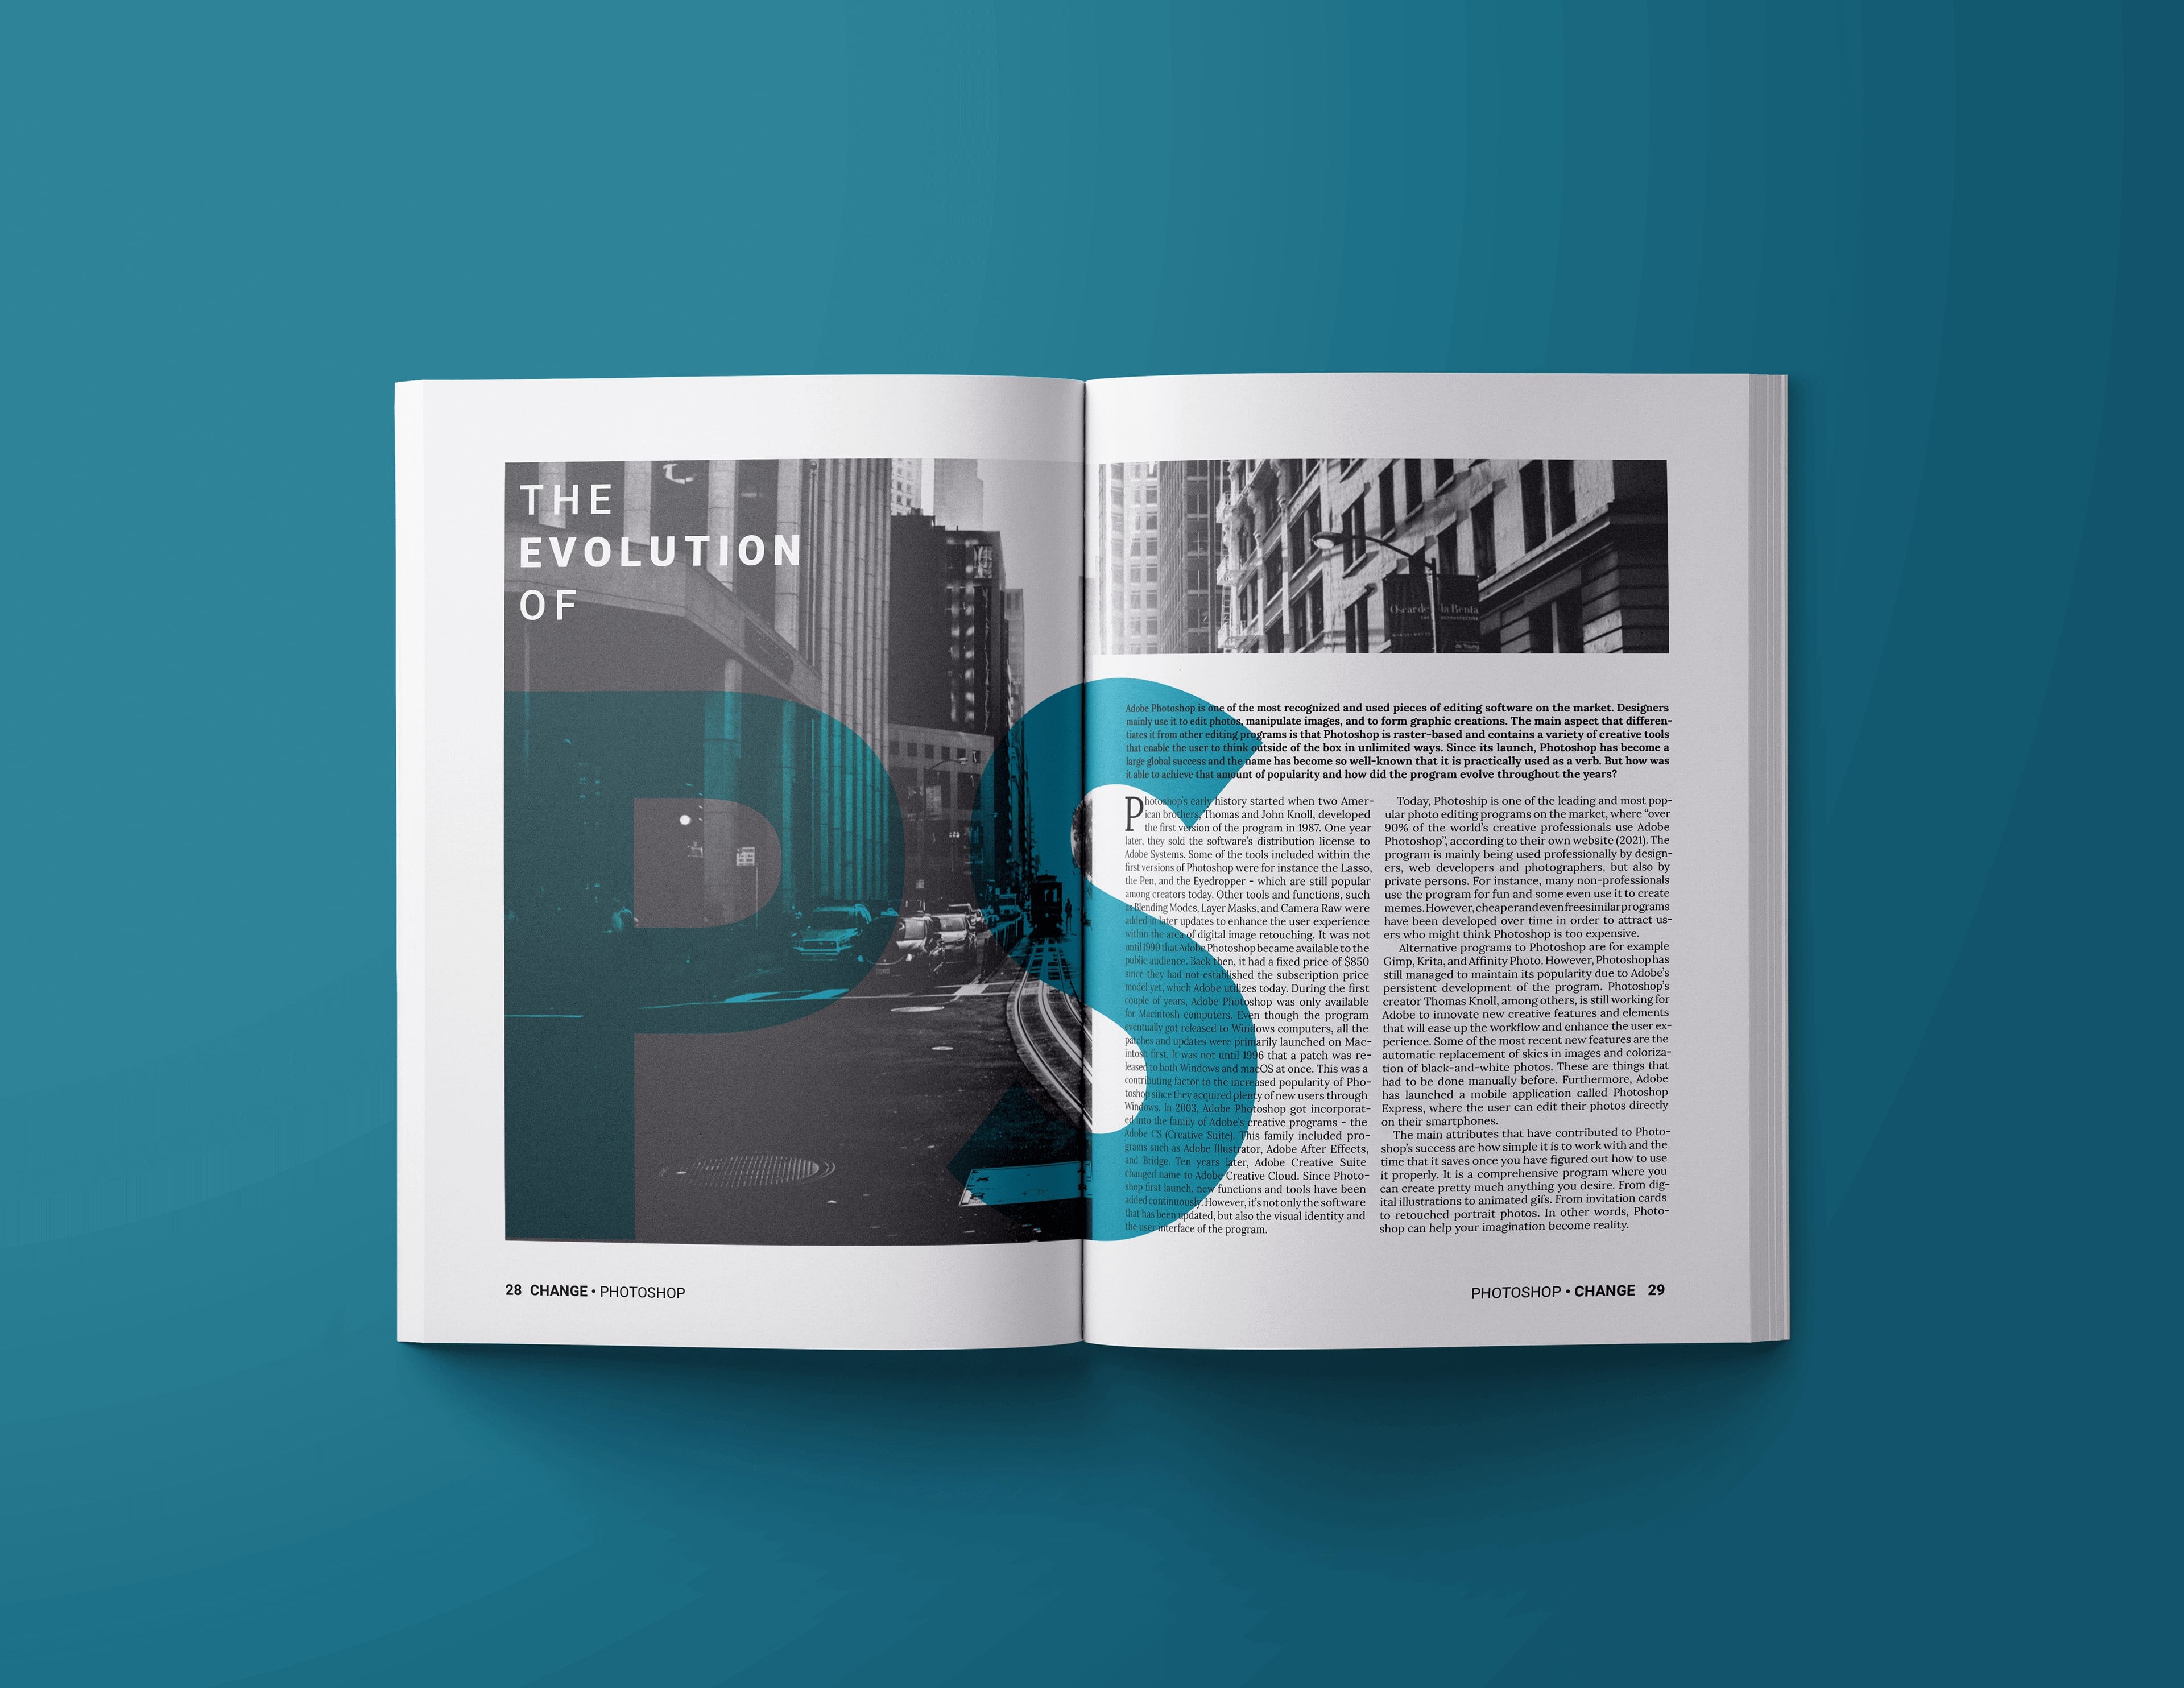 THE
EVOLUTION
OF
PS
Oscar de la Renta
de Young
Adobe Photoshop is one of the most recognized and used pieces of editing software on the market. Designers
mainly use it to edit photos, manipulate images, and to form graphic creations. The main aspect that differen-
tiates it from other editing programs is that Photoshop is raster-based and contains a variety of creative tools
that enable the user to think outside of the box in unlimited ways. Since its launch, Photoshop has become a
large global success and the name has become so well-known that it is practically used as a verb. But how was
it able to achieve that amount of popularity and how did the program evolve throughout the years?
Photoshop's early history started when two Amer-
ican brothers, Thomas and John Knoll, developed
the first version of the program in 1987. One year
later, they sold the software's distribution license to
Adobe Systems. Some of the tools included within the
first versions of Photoshop were for instance the Lasso,
the Pen, and the Eyedropper - which are still popular
among creators today. Other tools and functions, such
as Blending Modes, Layer Masks, and Camera Raw were
added in later updates to enhance the user experience
within the area of digital image retouching. It was not
until 1990 that Adobe Photoshop became available to the
public audience. Back then, it had a fixed price of $850
since they had not established the subscription price
model yet, which Adobe utilizes today. During the first
couple of years, Adobe Photoshop was only available
for Macintosh computers. Even though the program
eventually got released to Windows computers, all the
patches and updates were primarily launched on Mac-
intosh first. It was not until 1996 that a patch was re-
leased to both Windows and macOS at once. This was a
contributing factor to the increased popularity of Pho-
toshop since they acquired plenty of new users through
Windows. In 2003, Adobe Photoshop got incorporat-
ed into the family of Adobe's creative programs - the
Adobe CS (Creative Suite). This family included pro-
grams such as Adobe Illustrator, Adobe After Effects,
and Bridge. Ten years later, Adobe Creative Suite
changed name to Adobe Creative Cloud. Since Photo-
shop first launch, new functions and tools have been
added continuously. However, it's not only the software
that has been updated, but also the visual identity and
the user interface of the program.
Today, Photoship is one of the leading and most pop-
ular photo editing programs on the market, where "over
90% of the world's creative professionals use Adobe
Photoshop", according to their own website (2021). The
program is mainly being used professionally by design-
ers, web developers and photographers, but also by
private persons. For instance, many non-professionals
use the program for fun and some even use it to create
memes. However, cheaper and even free similar programs
have been developed over time in order to attract us-
ers who might think Photoshop is too expensive.
Alternative programs to Photoshop are for example
Gimp, Krita, and Affinity Photo. However, Photoshop has
still managed to maintain its popularity due to Adobe's
persistent development of the program. Photoshop's
creator Thomas Knoll, among others, is still working for
Adobe to innovate new creative features and elements
that will ease up the workflow and enhance the user ex-
perience. Some of the most recent new features are the
automatic replacement of skies in images and coloriza-
tion of black-and-white photos. These are things that
had to be done manually before. Furthermore, Adobe
has launched a mobile application called Photoshop
Express, where the user can edit their photos directly
on their smartphones.
The main attributes that have contributed to Photo-
shop's success are how simple it is to work with and the
time that it saves once you have figured out how to use
it properly. It is a comprehensive program where you
can create pretty much anything you desire. From dig-
ital illustrations to animated gifs. From invitation cards
to retouched portrait photos. In other words, Photo-
shop can help your imagination become reality.
28 CHANGE • PHOTOSHOP
PHOTOSHOP • CHANGE 29